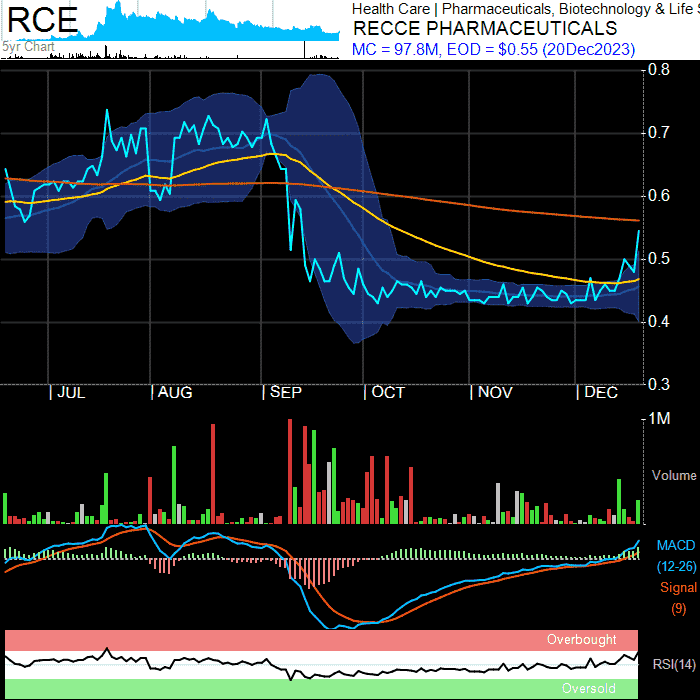 RCE
5yr Chart
Health Care | Pharmaceuticals, Biotechnology & Life S
RECCE PHARMACEUTICALS
MC = 97.8M, EOD = $0.55 (20Dec2023)
0.8
0.7
0.6
0.5
0.4
0.3
| JUL | AUG | SEP | OCT | NOV | DEC
1M
Volume
MACD
(12-26)
Signal
(9)
Overbought
RSI(14)
Oversold